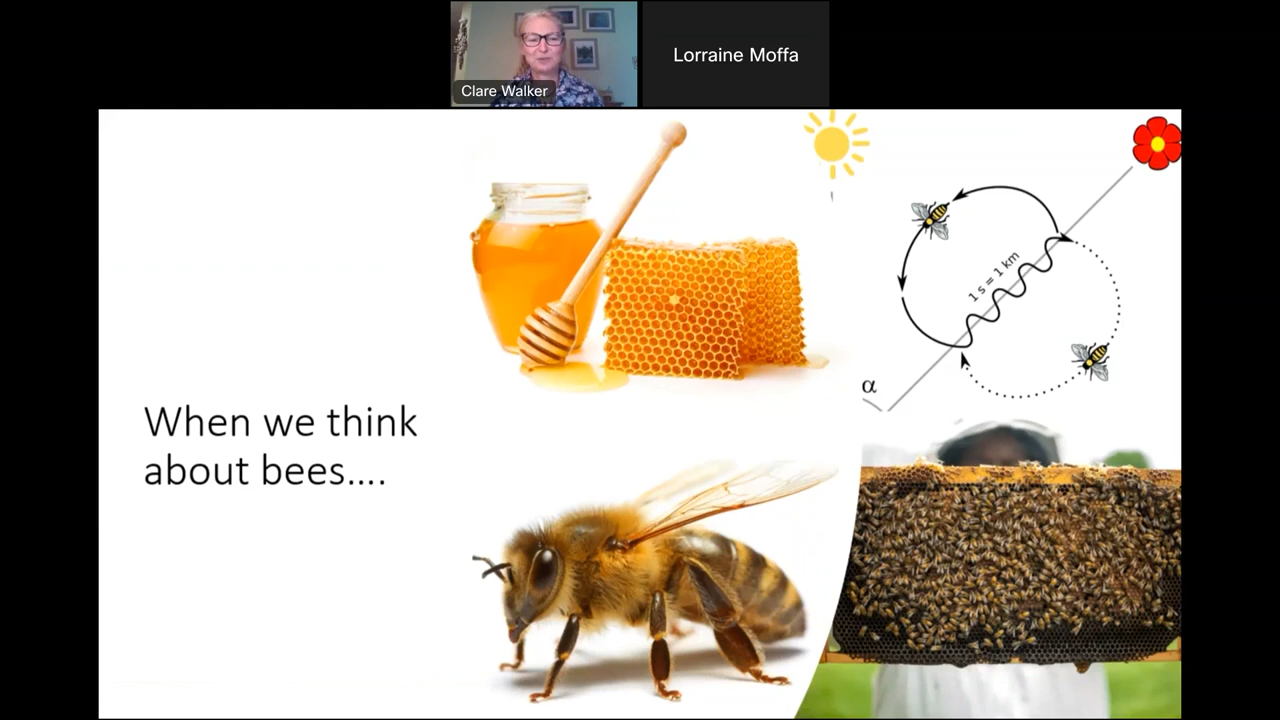 Clare Walker
Lorraine Moffa
When we think
about bees....
1 s = 1 km
α